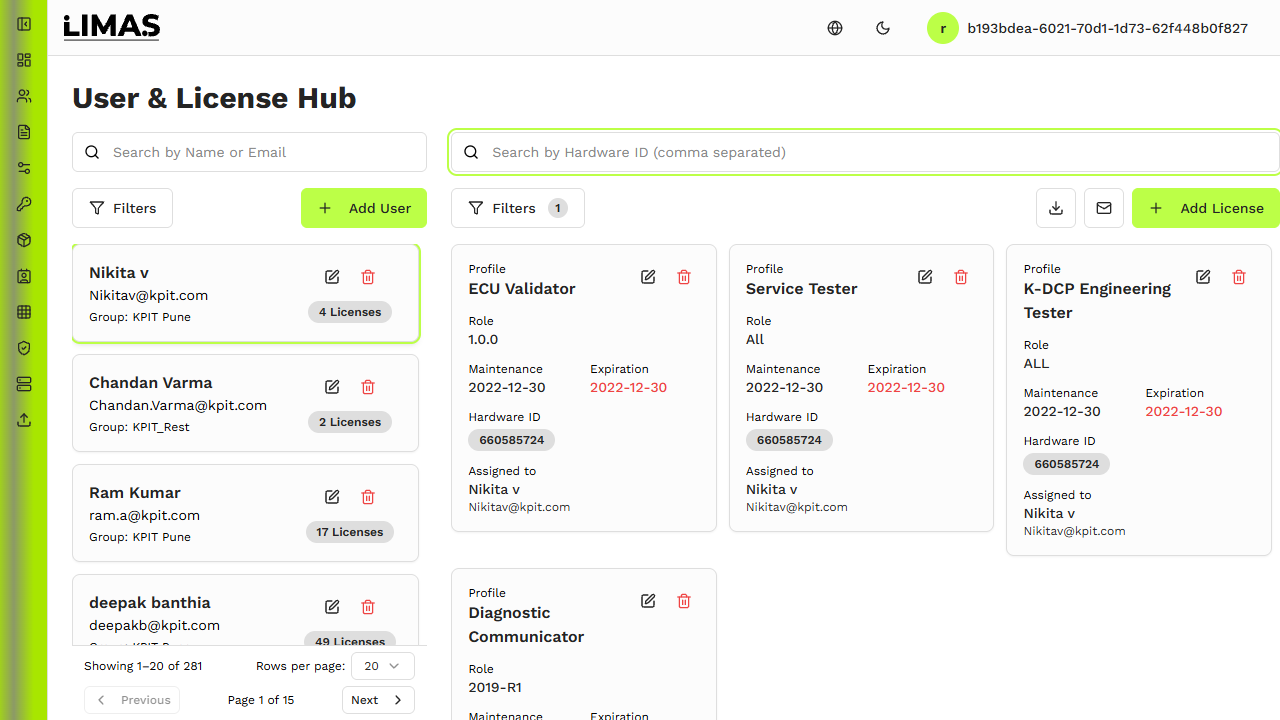 LIMAS
r
b193bdea-6021-70d1-1d73-62f448b0f827
User & License Hub
Search by Name or Email
Search by Hardware ID (comma separated)
Filters
Add User
Filters 1
Add License
Nikita v
Nikitav@kpit.com
Group: KPIT Pune
4 Licenses
Chandan Varma
Chandan.Varma@kpit.com
Group: KPIT_Rest
2 Licenses
Ram Kumar
ram.a@kpit.com
Group: KPIT Pune
17 Licenses
deepak banthia
deepakb@kpit.com
49 Licenses
Showing 1–20 of 281
Rows per page: 20
Previous
Page 1 of 15
Next
Profile
ECU Validator
Role
1.0.0
Maintenance Expiration
2022-12-30 2022-12-30
Hardware ID
660585724
Assigned to
Nikita v
Nikitav@kpit.com
Profile
Service Tester
Role
All
Maintenance Expiration
2022-12-30 2022-12-30
Hardware ID
660585724
Assigned to
Nikita v
Nikitav@kpit.com
Profile
K-DCP Engineering
Tester
Role
ALL
Maintenance Expiration
2022-12-30 2022-12-30
Hardware ID
660585724
Assigned to
Nikita v
Nikitav@kpit.com
Profile
Diagnostic
Communicator
Role
2019-R1
Maintenance Expiration